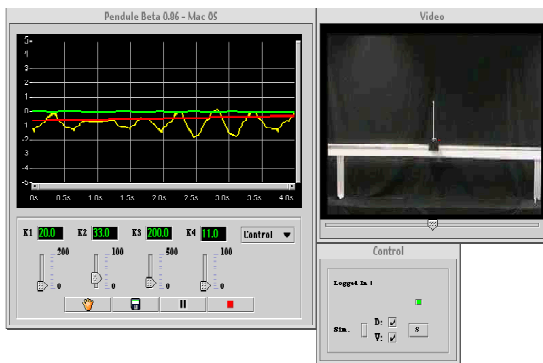 Pendule Beta 0.86 - Mac OS
5
4
3
2
1
0
-1
-2
-3
-4
-5
0s 0.5s 1.0s 1.5s 2.0s 2.5s 3.0s 3.5s 4.0s
K1 20.0 K2 33.0 K3 200.0 K4 11.0 Control
300 100 500 100
0 0 0 0
Video
Control
Logged In :
Sim. D:
V: S